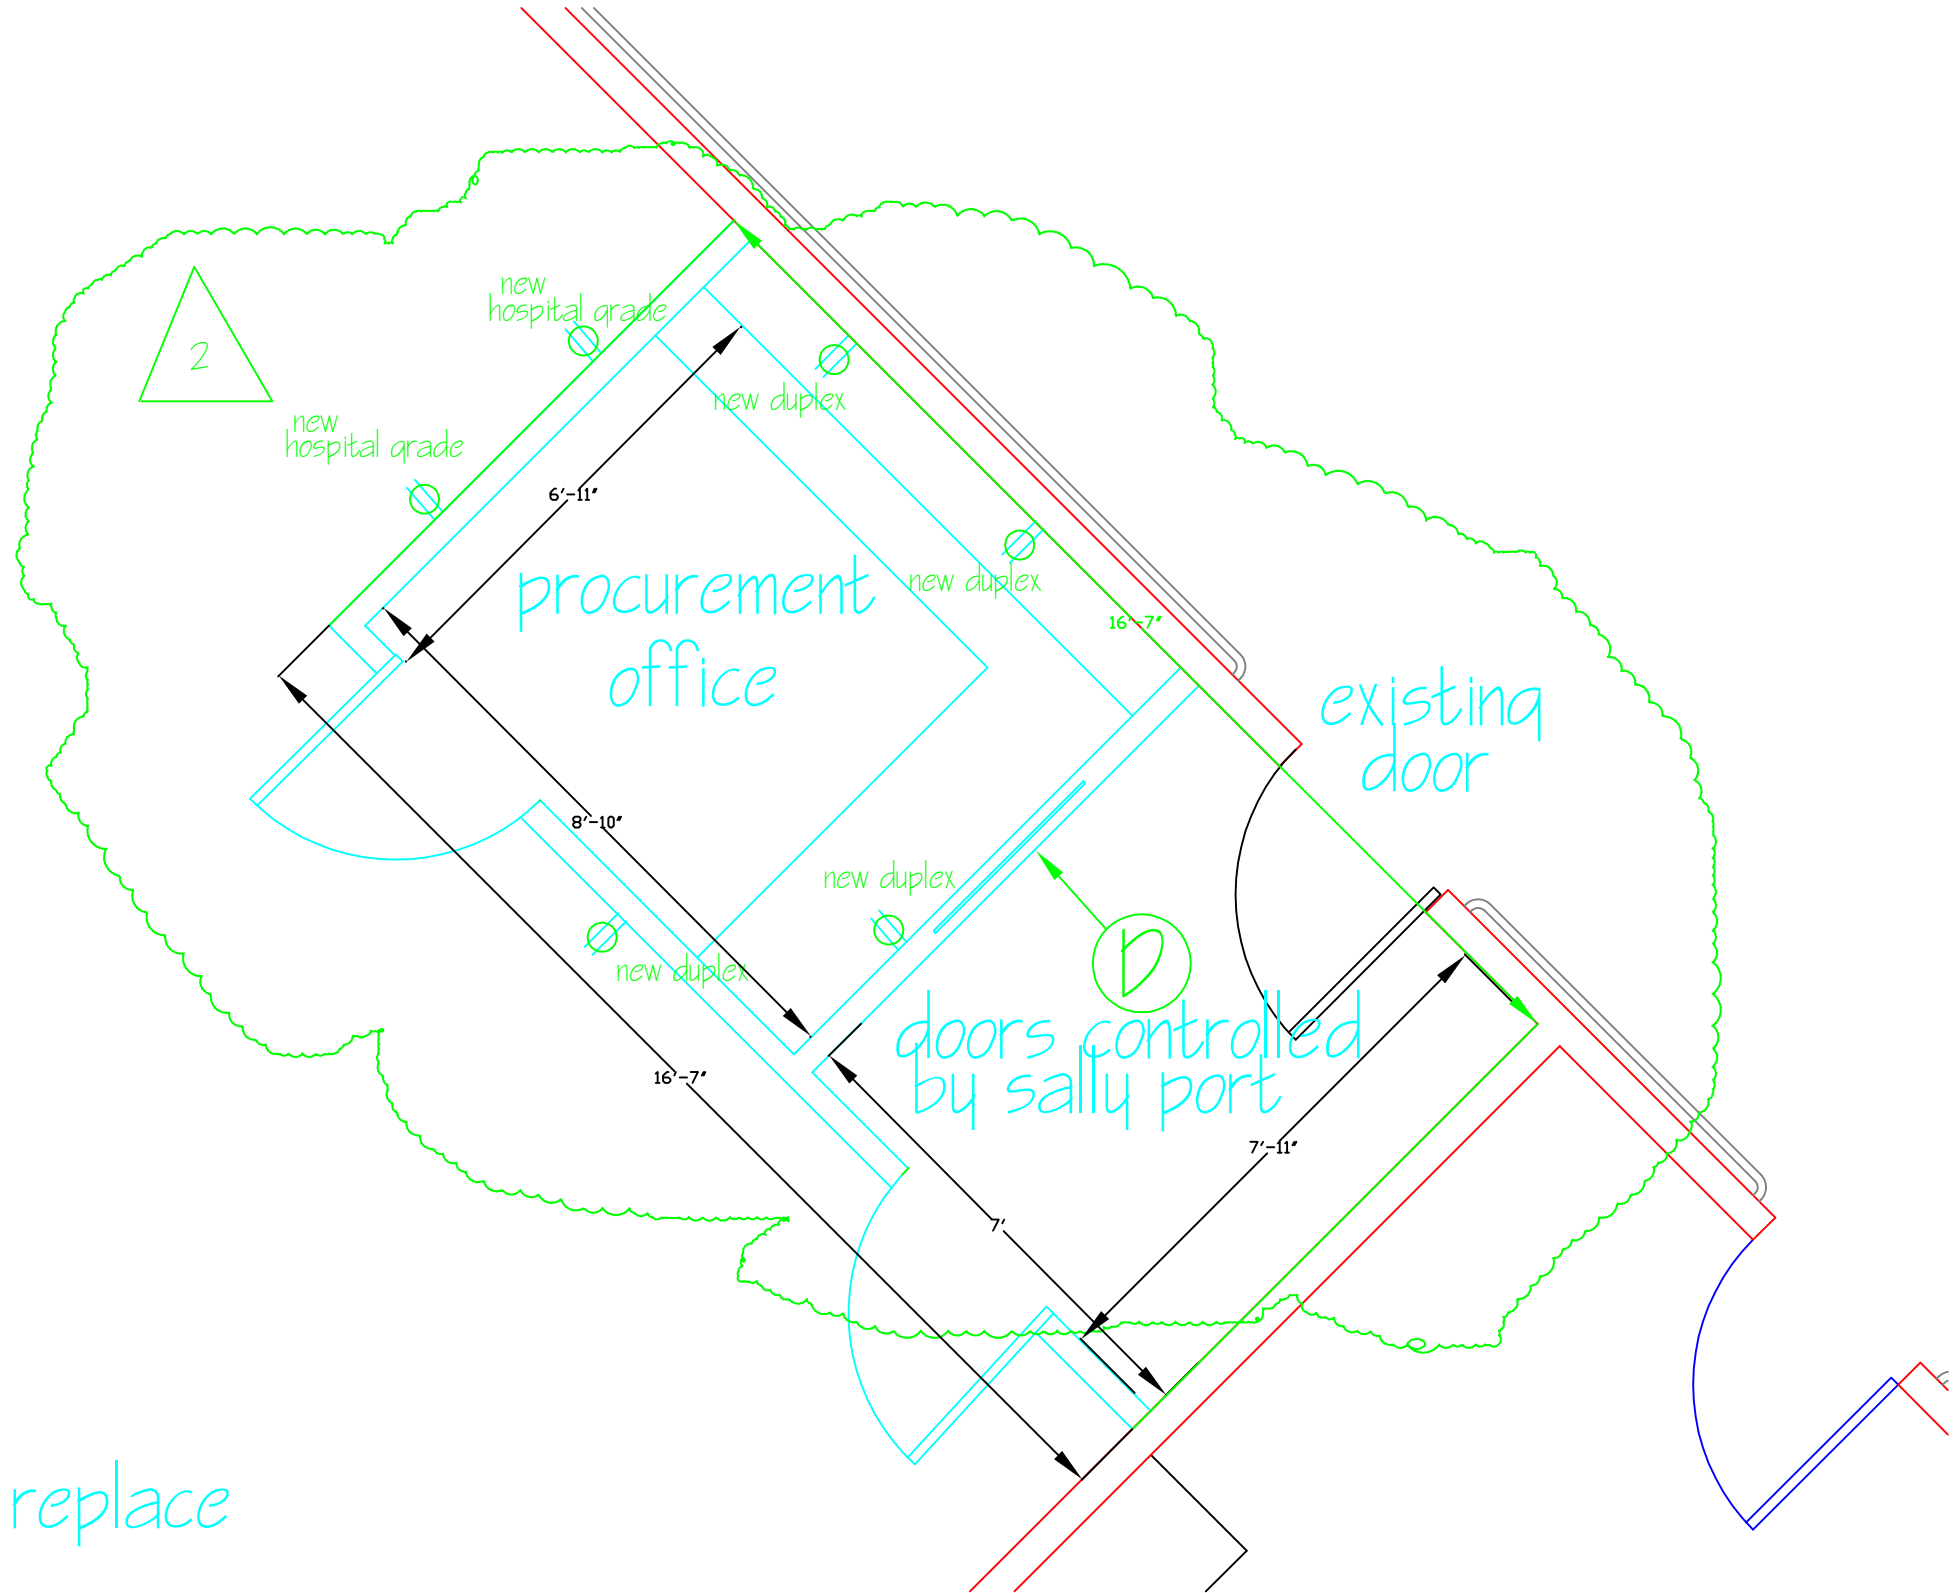 new
hospital grade
2
new duplex
new
hospital grade
6'-11"
procurement
office
new duplex
16'-7"
existing
door
8'-10"
new duplex
new duplex
D
doors controlled
by sally port
16'-7"
7'-11"
7'
replace